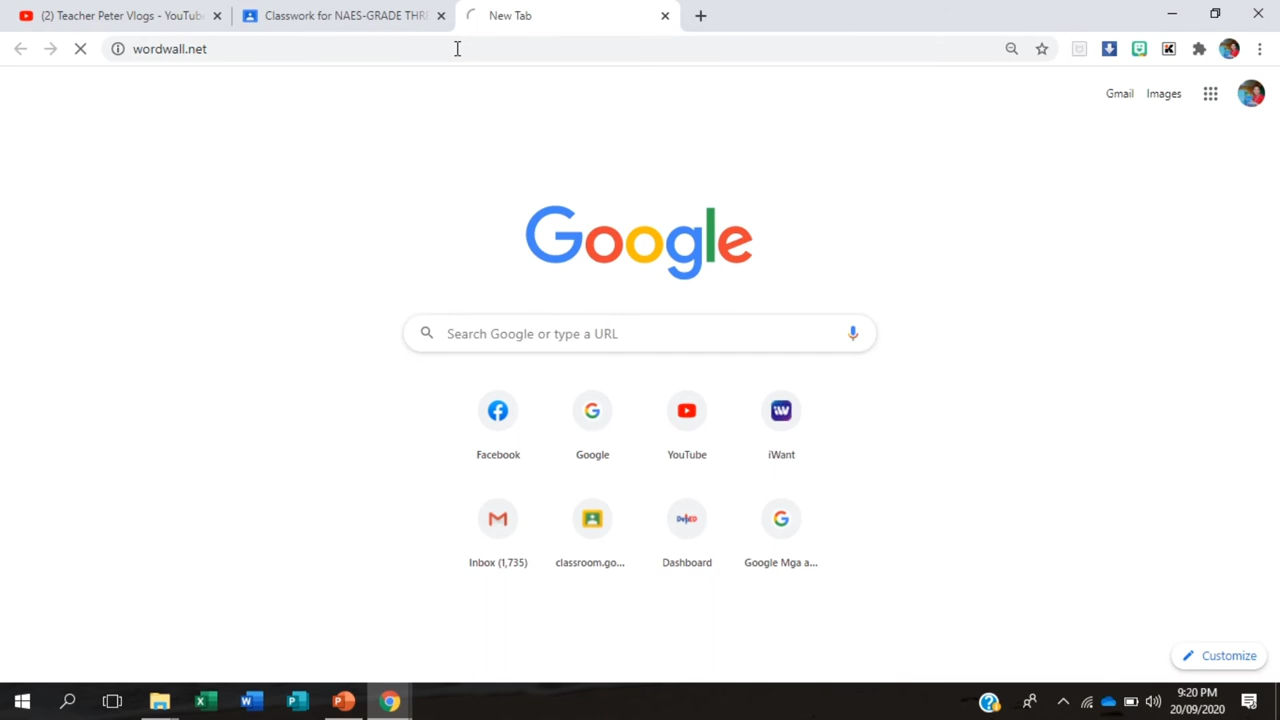 (2) Teacher Peter Vlogs - YouTub
Classwork for NAES-GRADE THRE
New Tab
wordwall.net
Gmail Images
Google
Search Google or type a URL
Facebook Google YouTube iWant
Inbox (1,735) classroom.go... Dashboard Google Mga a...
Customize
9:20 PM
20/09/2020